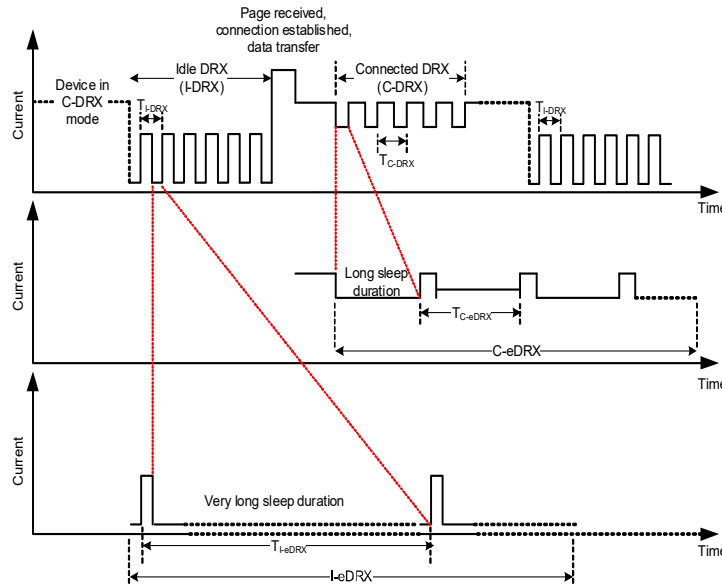 Page received,
connection established,
data transfer
Device in
C-DRX
mode
Idle DRX
(I-DRX)
Connected DRX
(C-DRX)
TI-DRX
TI-DRX
TC-DRX
Current
Time
Long sleep
duration
TC-eDRX
C-eDRX
Current
Time
Very long sleep duration
TI-eDRX
I-eDRX
Current
Time